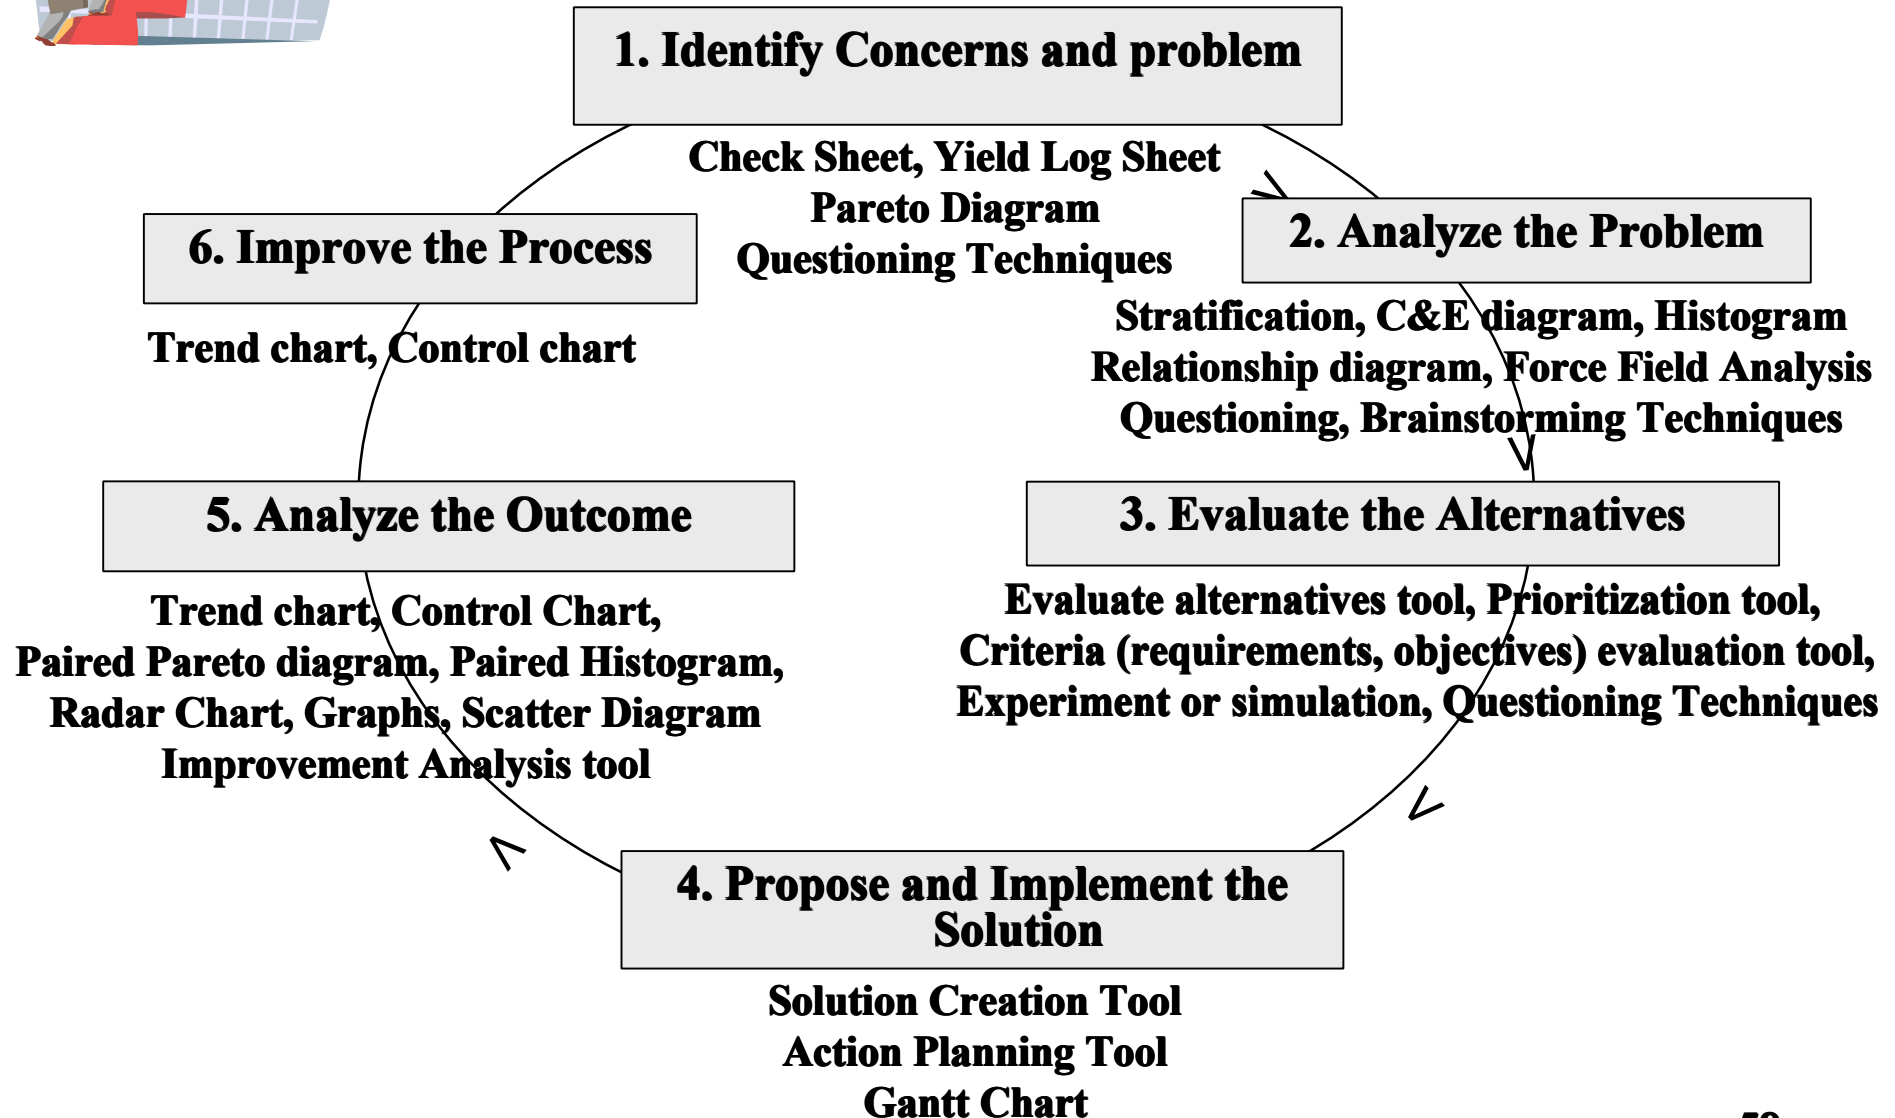 1. Identify Concerns and problem
Check Sheet, Yield Log Sheet
Pareto Diagram
Questioning Techniques
2. Analyze the Problem
Stratification, C&E diagram, Histogram
Relationship diagram, Force Field Analysis
Questioning, Brainstorming Techniques
3. Evaluate the Alternatives
Evaluate alternatives tool, Prioritization tool,
Criteria (requirements, objectives) evaluation tool,
Experiment or simulation, Questioning Techniques
4. Propose and Implement the
Solution
Solution Creation Tool
Action Planning Tool
Gantt Chart
5. Analyze the Outcome
Trend chart, Control Chart,
Paired Pareto diagram, Paired Histogram,
Radar Chart, Graphs, Scatter Diagram
Improvement Analysis tool
6. Improve the Process
Trend chart, Control chart